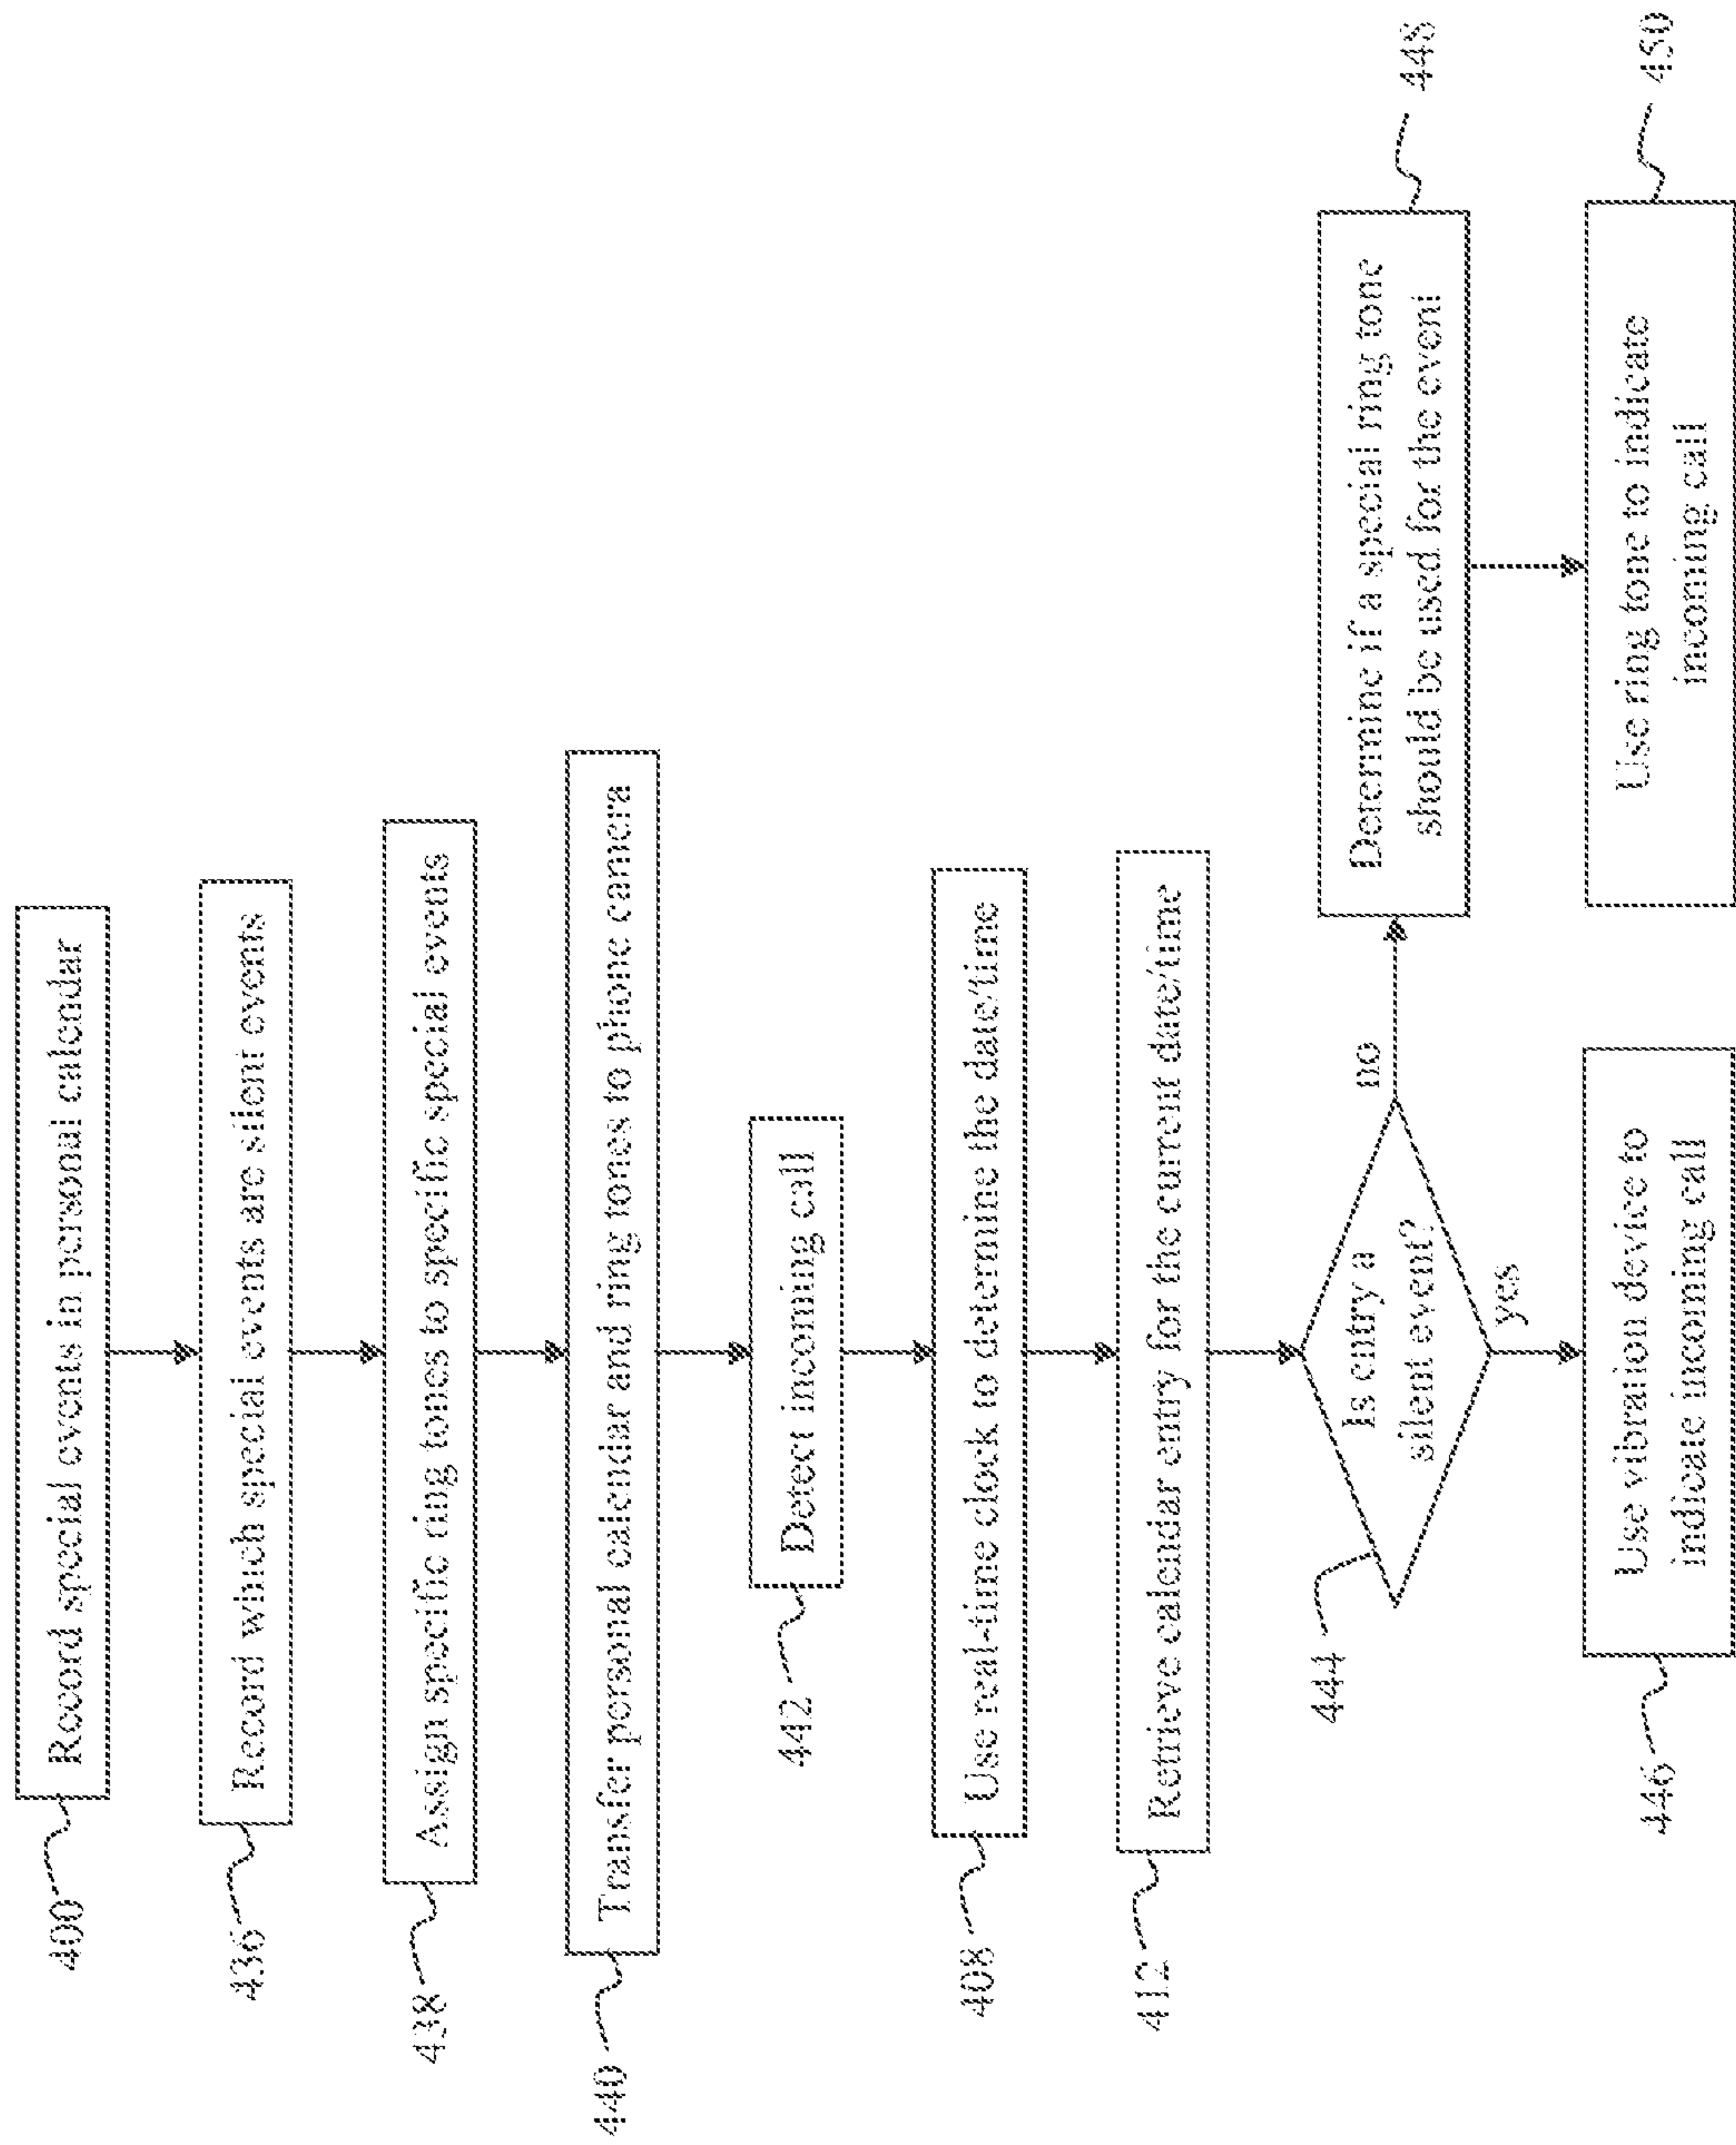 400
Record special events in personal calendar
436
Record which special events are silent events
438
Assign specific ring tones to specific special events
440
Transfer personal calendar and ring tones to phone camera
442
Detect incoming call
408
Use real-time clock to determine the date/time
412
Retrieve calendar entry for the current date/time
444
Is entry a
silent event?
no
yes
446
Use vibration device to
indicate incoming call
Determine if a special ring tone
should be used for the event
448
Use ring tone to indicate
incoming call
450